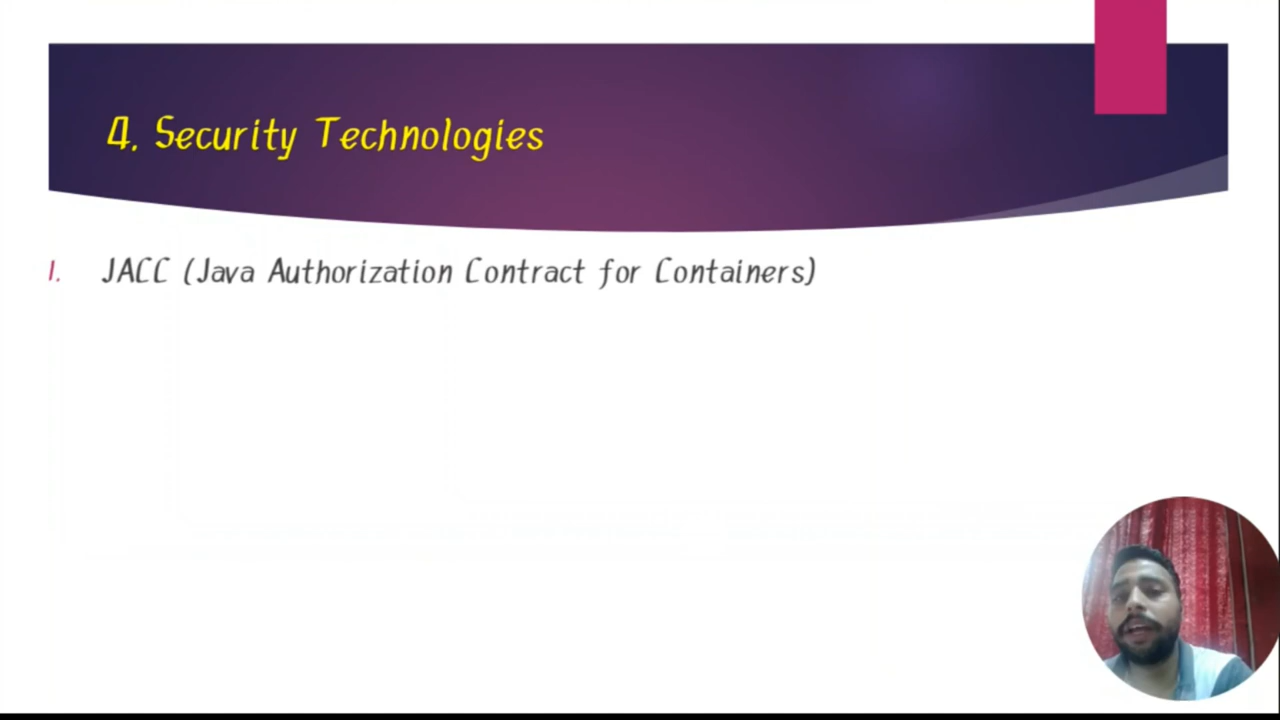 4. Security Technologies
1. JACC (Java Authorization Contract for Containers)